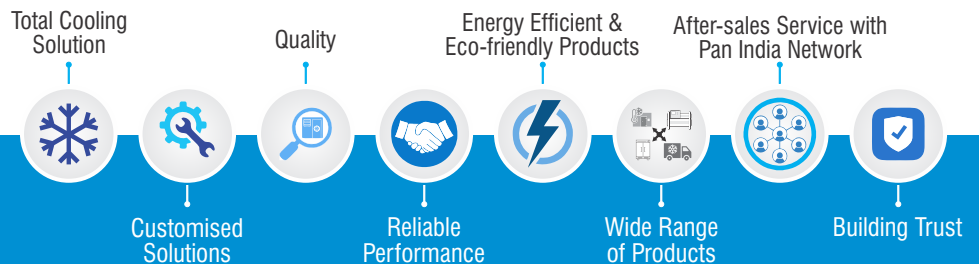 Total Cooling
Solution
Customised
Solutions
Quality
Reliable
Performance
Energy Efficient &
Eco-friendly Products
Wide Range
of Products
After-sales Service with
Pan India Network
Building Trust